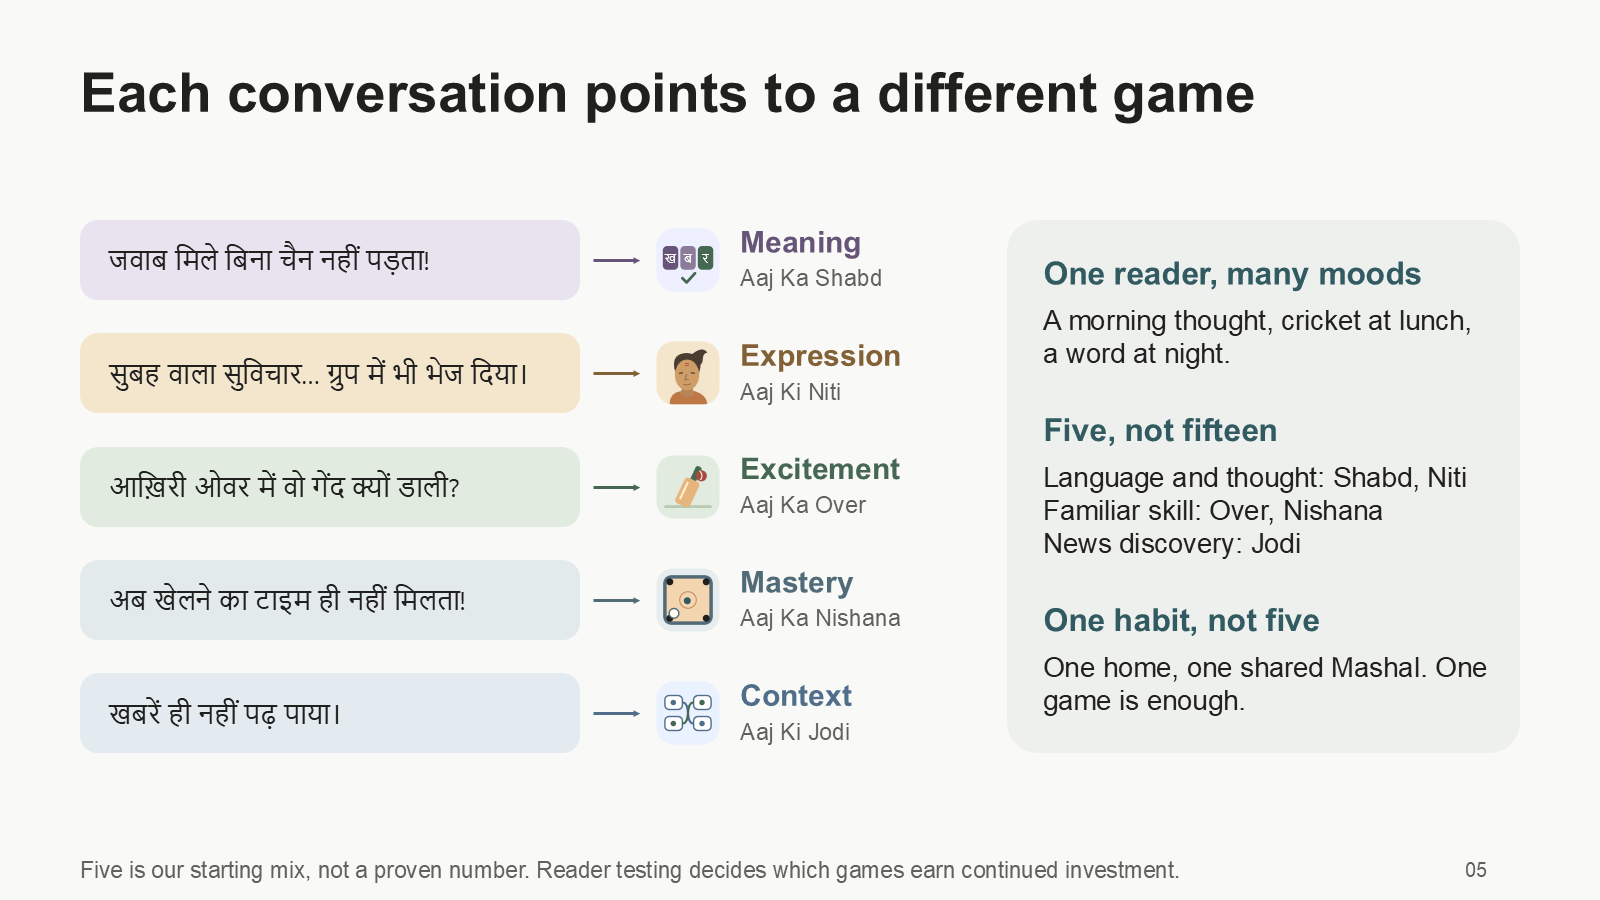 Each conversation points to a different game
जवाब मिले बिना चैन नहीं पड़ता!
ख ब र
Meaning
Aaj Ka Shabd
सुबह वाला सुविचार... ग्रुप में भी भेज दिया।
Expression
Aaj Ki Niti
आख़िरी ओवर में वो गेंद क्यों डाली?
Excitement
Aaj Ka Over
अब खेलने का टाइम ही नहीं मिलता!
Mastery
Aaj Ka Nishana
खबरें ही नहीं पढ़ पाया।
Context
Aaj Ki Jodi
One reader, many moods
A morning thought, cricket at lunch,
a word at night.
Five, not fifteen
Language and thought: Shabd, Niti
Familiar skill: Over, Nishana
News discovery: Jodi
One habit, not five
One home, one shared Mashal. One
game is enough.
Five is our starting mix, not a proven number. Reader testing decides which games earn continued investment.
05